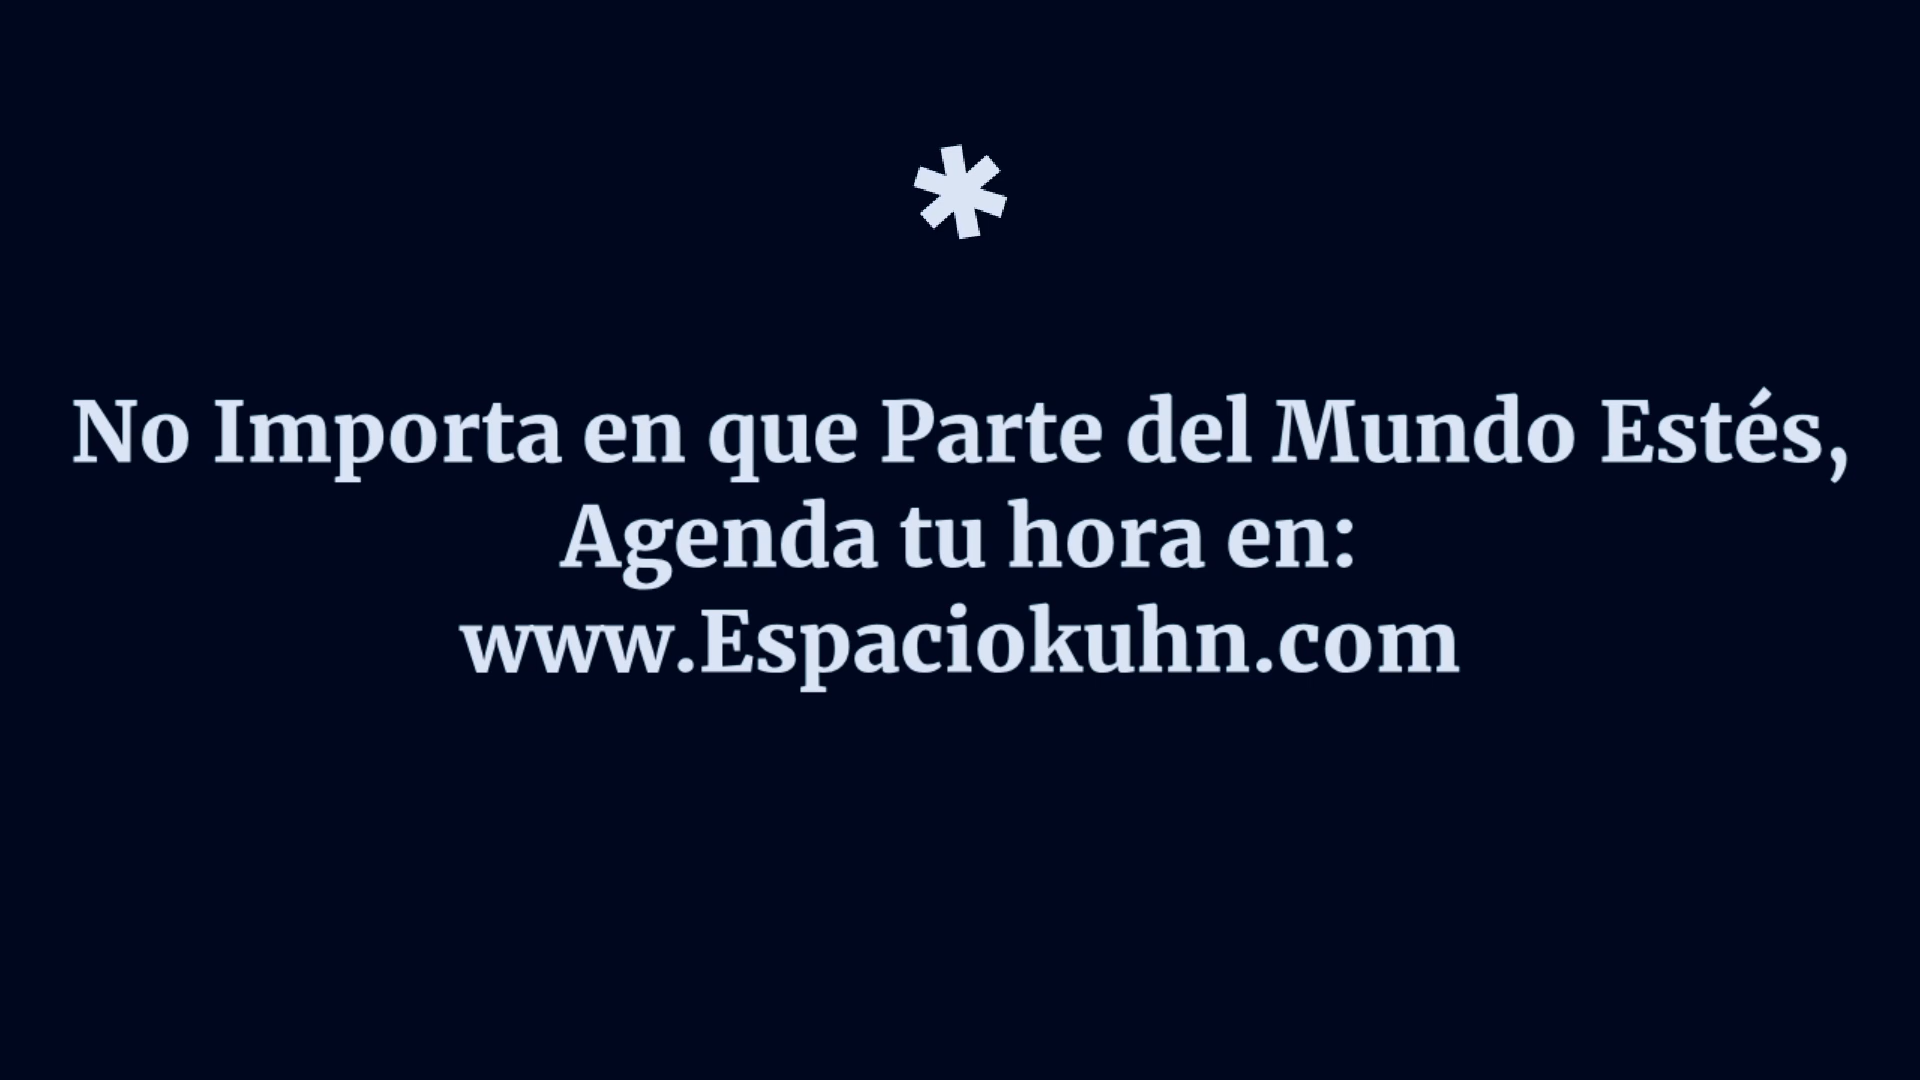 *
No Importa en que Parte del Mundo Estés,
Agenda tu hora en:
www.Espaciokuhn.com